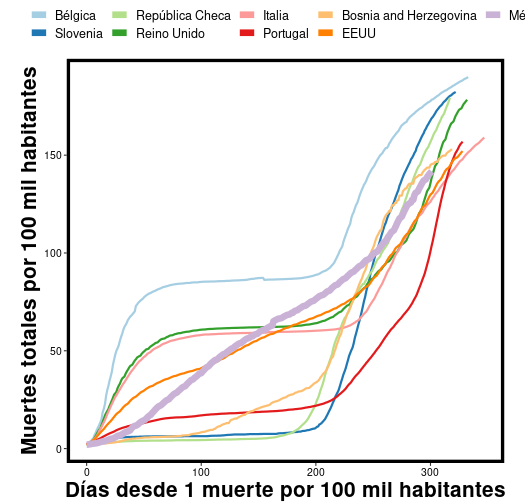 Bélgica República Checa Italia Bosnia and Herzegovina Mé
Slovenia Reino Unido Portugal EEUU
Muertes totales por 100 mil habitantes
150
100
50
0
0 100 200 300
Días desde 1 muerte por 100 mil habitantes